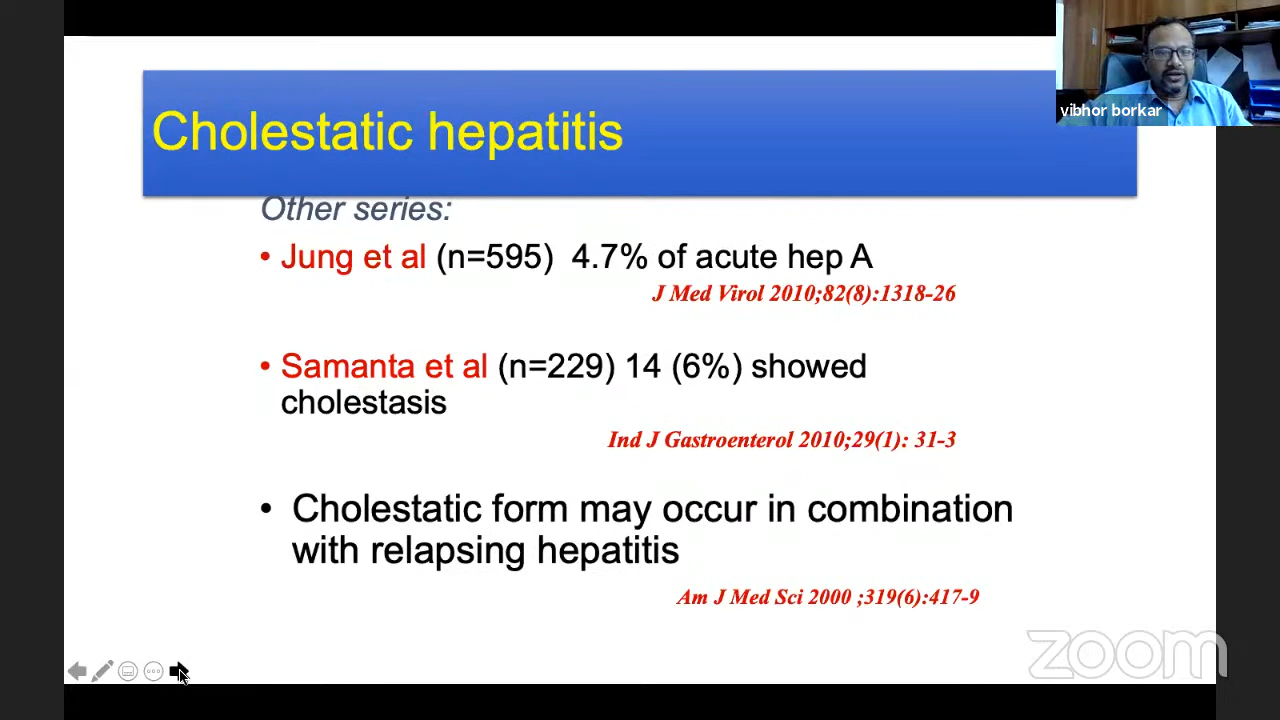 vibhor borkar
Cholestatic hepatitis
Other series:
• Jung et al (n=595) 4.7% of acute hep A
J Med Virol 2010;82(8):1318-26
• Samanta et al (n=229) 14 (6%) showed
cholestasis
Ind J Gastroenterol 2010;29(1): 31-3
• Cholestatic form may occur in combination
with relapsing hepatitis
Am J Med Sci 2000 ;319(6):417-9
zoom